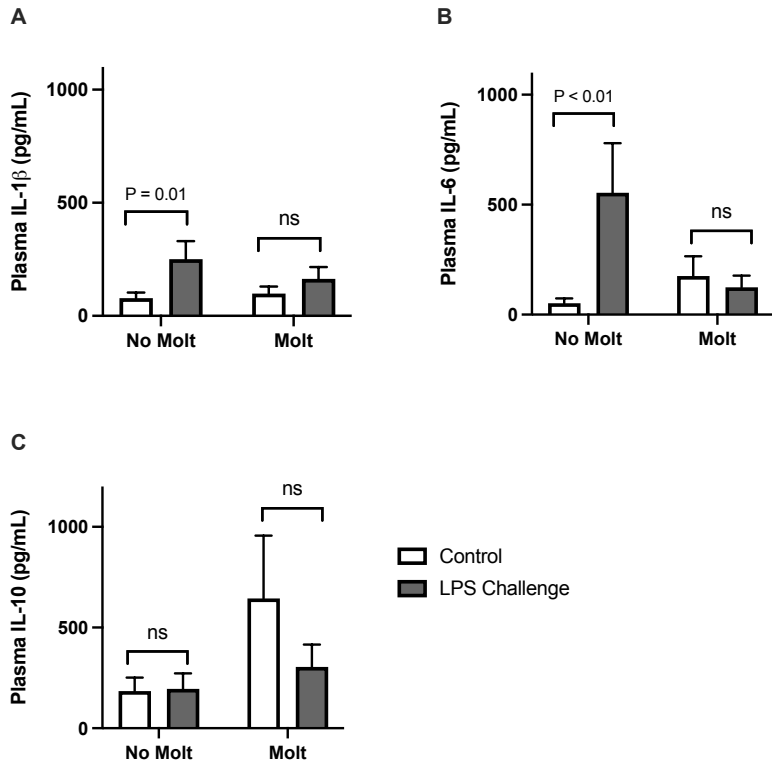 A
Plasma IL-1β (pg/mL)
1000
500
0
P = 0.01
ns
No Molt
Molt
B
Plasma IL-6 (pg/mL)
1000
500
0
P < 0.01
ns
No Molt
Molt
C
Plasma IL-10 (pg/mL)
1000
500
0
ns
ns
No Molt
Molt
Control
LPS Challenge